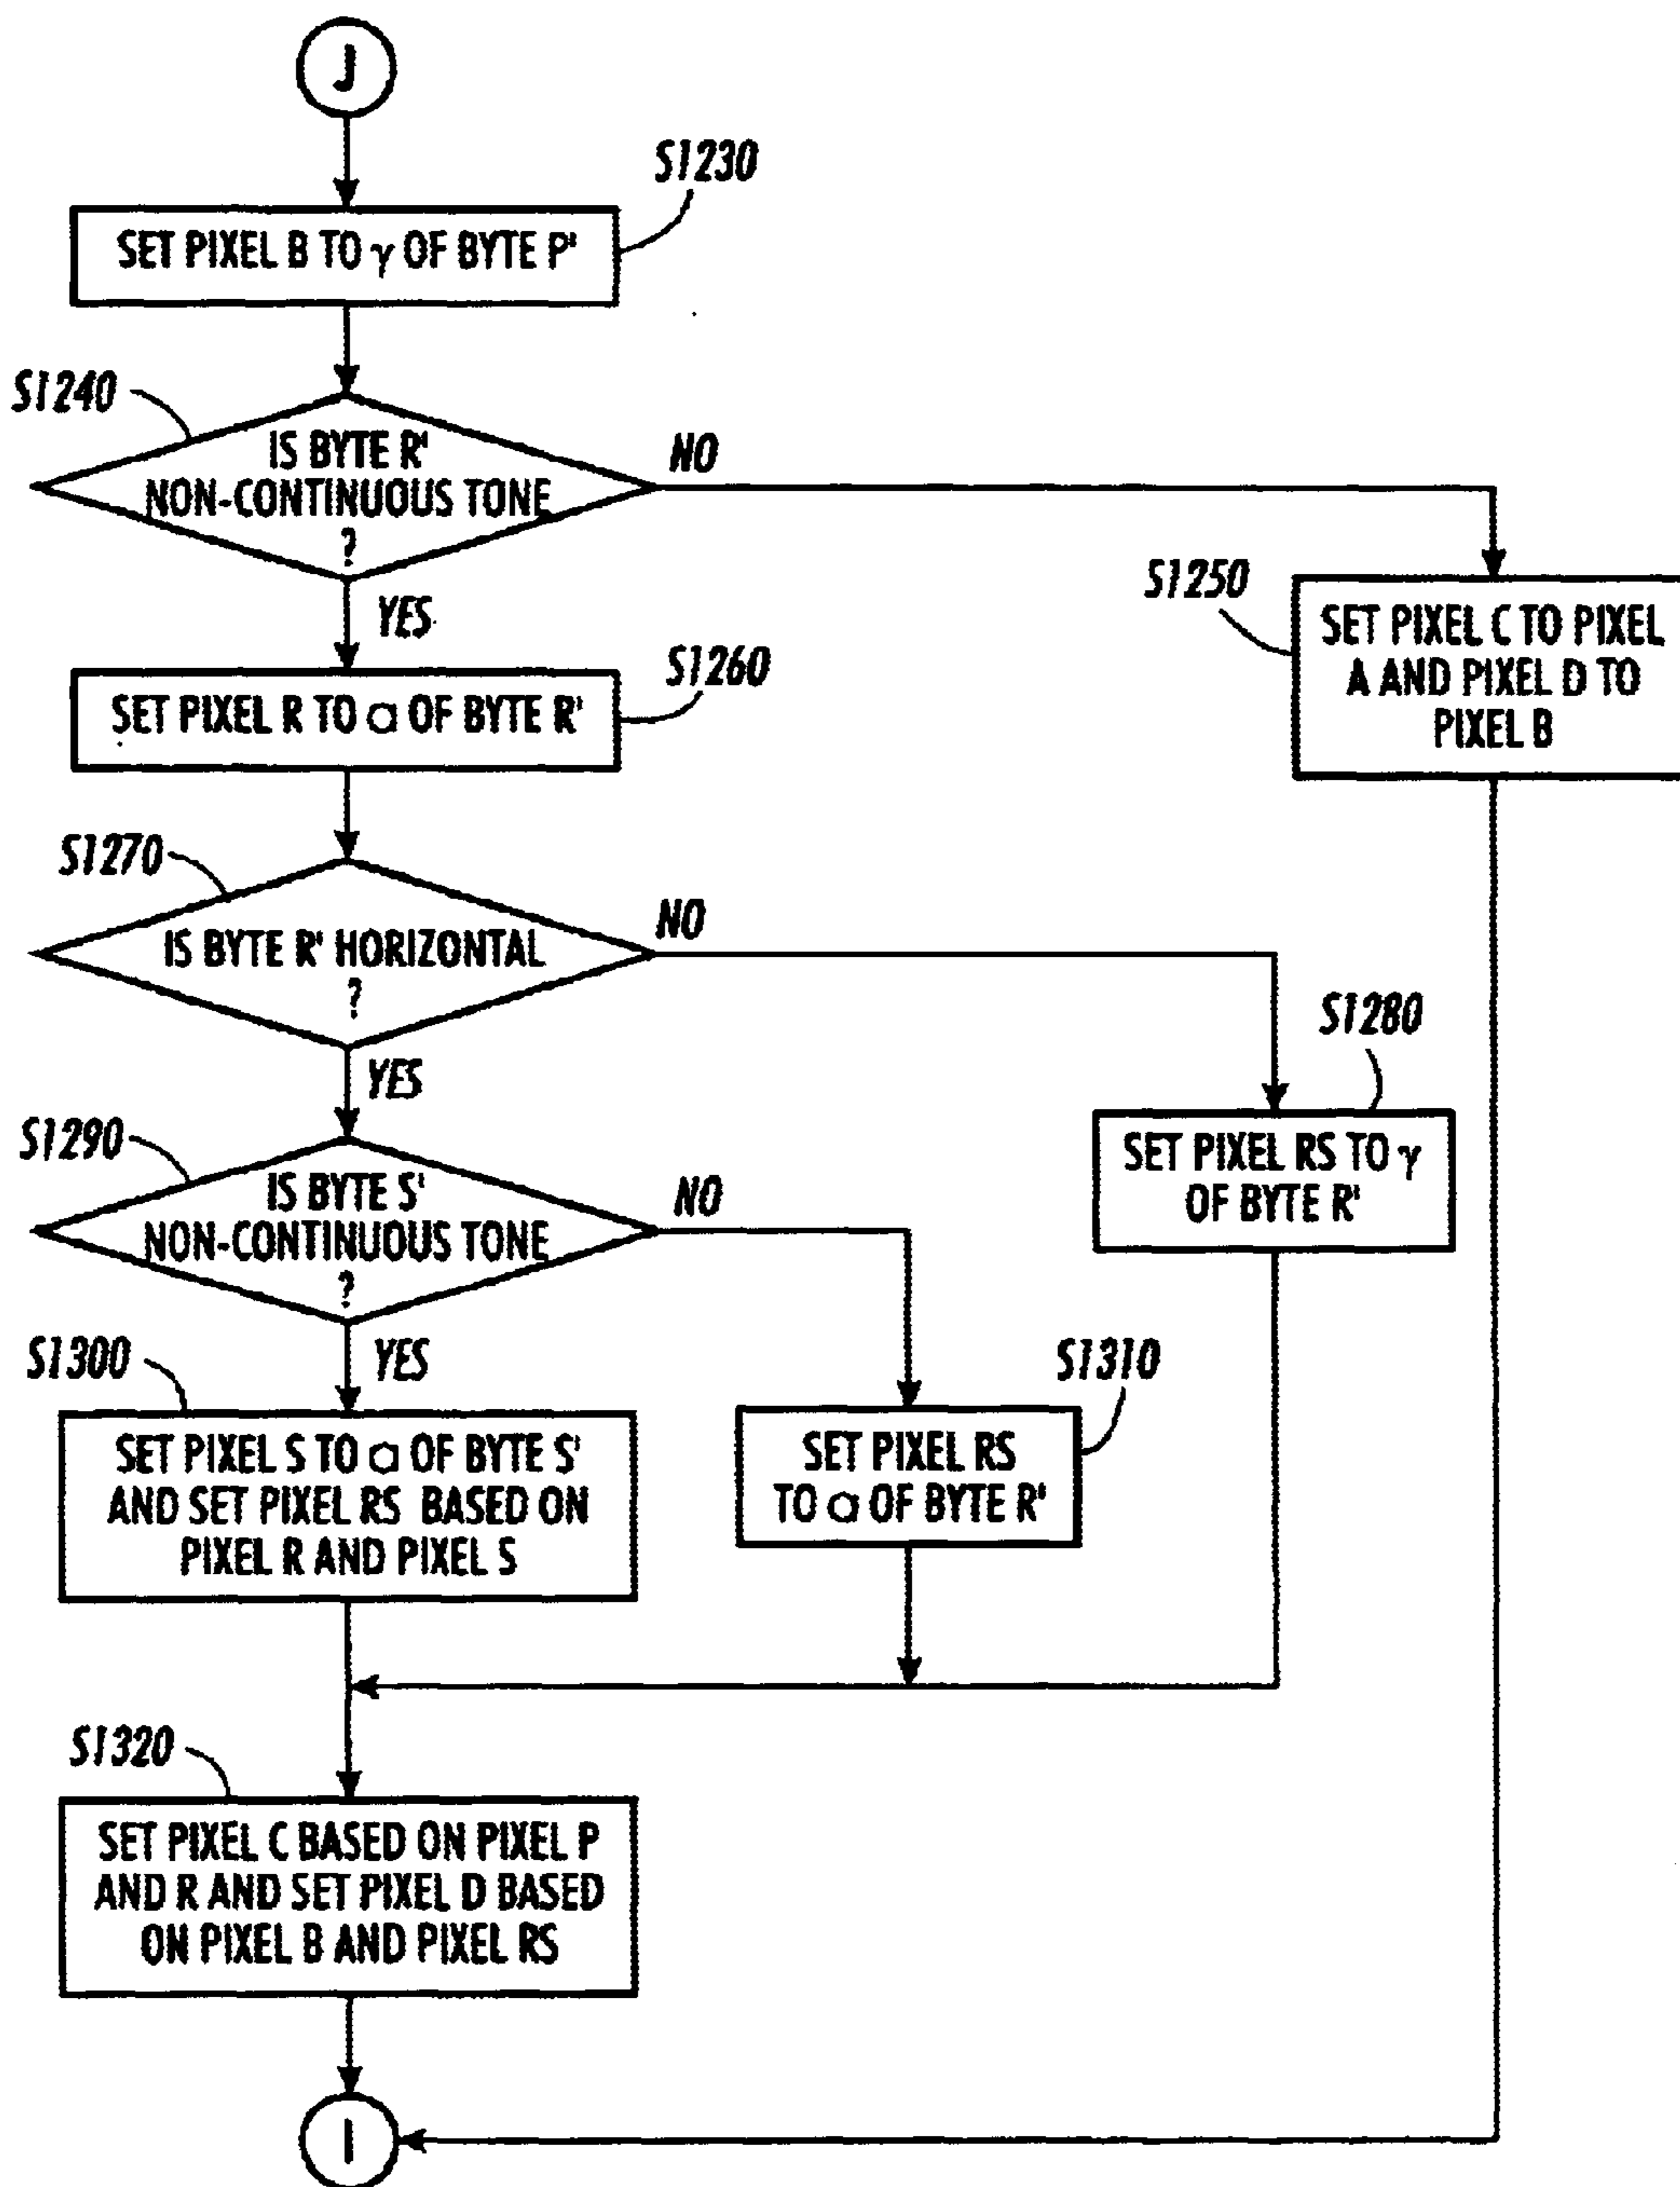 J
S1230
SET PIXEL B TO γ OF BYTE P'
S1240
IS BYTE R'
NON-CONTINUOUS TONE
?
NO
YES
S1250
SET PIXEL C TO PIXEL
A AND PIXEL D TO
PIXEL B
S1260
SET PIXEL R TO α OF BYTE R'
S1270
IS BYTE R' HORIZONTAL
?
NO
YES
S1280
SET PIXEL RS TO γ
OF BYTE R'
S1290
IS BYTE S'
NON-CONTINUOUS TONE
?
NO
YES
S1300
SET PIXEL S TO α OF BYTE S'
AND SET PIXEL RS BASED ON
PIXEL R AND PIXEL S
S1310
SET PIXEL RS
TO α OF BYTE R'
S1320
SET PIXEL C BASED ON PIXEL P
AND R AND SET PIXEL D BASED
ON PIXEL B AND PIXEL RS
I